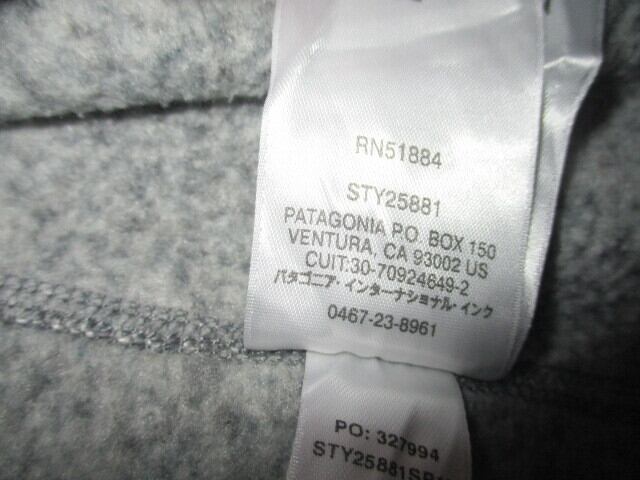 RN51884
STY25881
PATAGONIA P.O. BOX 150
VENTURA, CA 93002 US
CUIT:30-70924649-2
パタゴニア・インターナショナル・インク
0467-23-8961
PO: 327994